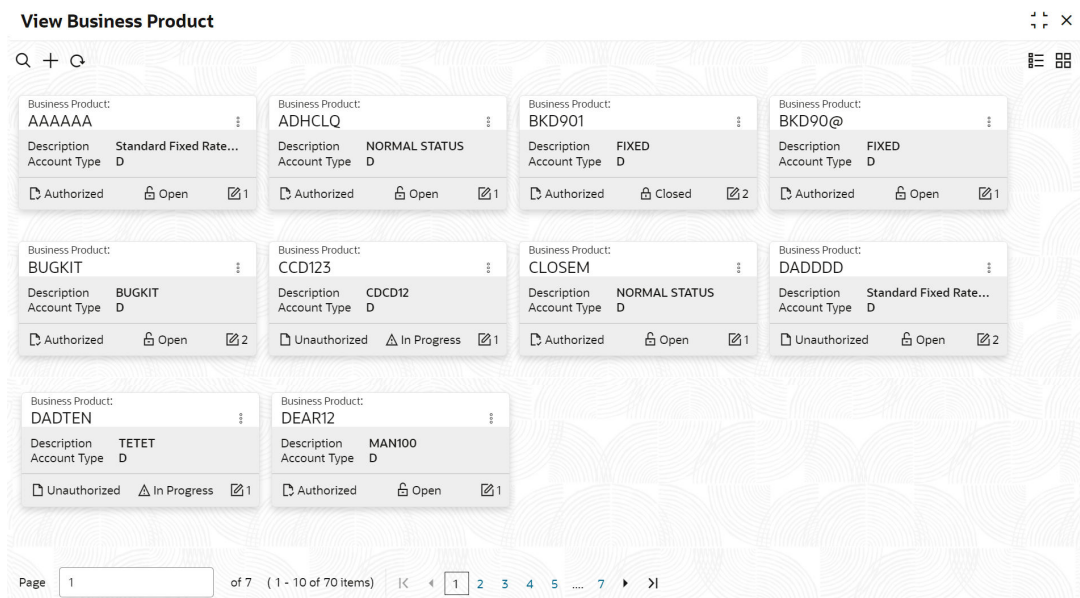 View Business Product
Business Product: Business Product: Business Product: Business Product:
AAAAAA ADHCLQ BKD901 BKD90@
Description Standard Fixed Rate... Description NORMAL STATUS Description FIXED Description FIXED
Account Type D Account Type D Account Type D Account Type D
Authorized Open 1 Authorized Open 1 Authorized Closed 2 Authorized Open 1
Business Product: Business Product: Business Product: Business Product:
BUGKIT CCD123 CLOSEM DADDDD
Description BUGKIT Description CDCD12 Description NORMAL STATUS Description Standard Fixed Rate...
Account Type D Account Type D Account Type D Account Type D
Authorized Open 2 Unauthorized In Progress 1 Authorized Open 1 Unauthorized Open 2
Business Product: Business Product:
DADTEN DEAR12
Description TETET Description MAN100
Account Type D Account Type D
Unauthorized In Progress 1 Authorized Open 1
Page 1 of 7 ( 1 - 10 of 70 items) 1 2 3 4 5 .... 7